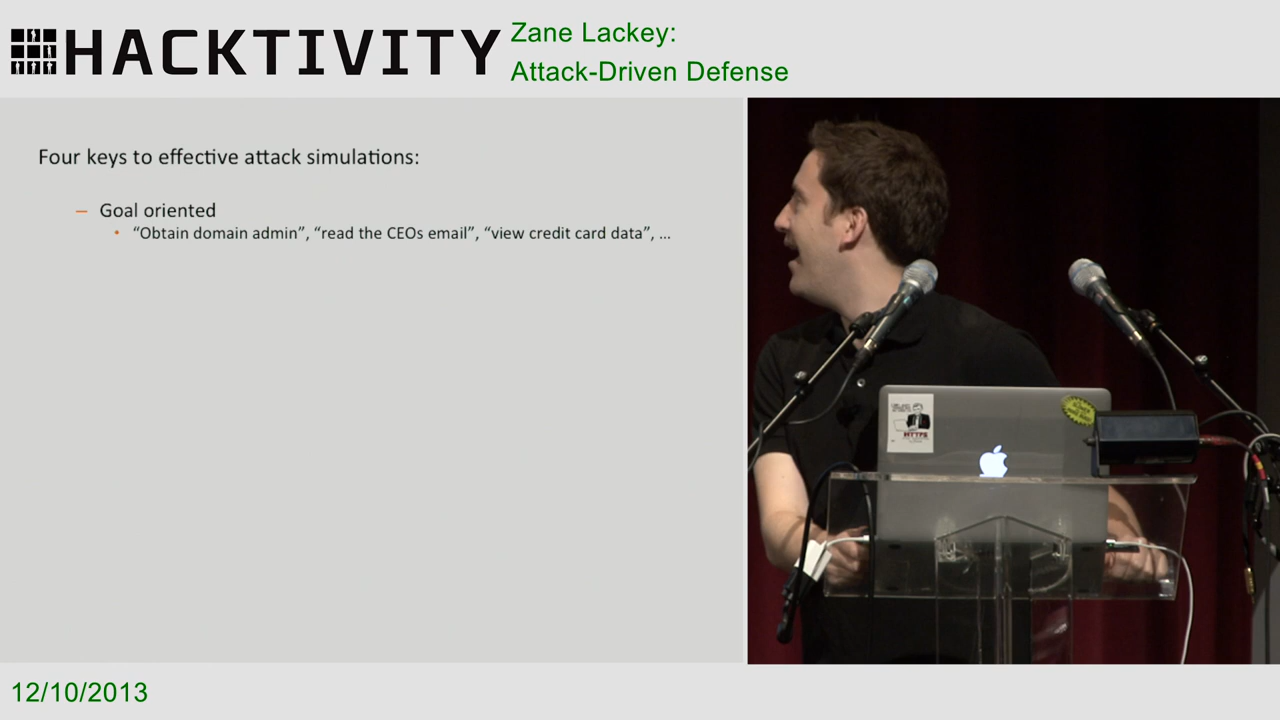 HACKTIVITY
Zane Lackey:
Attack-Driven Defense
Four keys to effective attack simulations:
– Goal oriented
• “Obtain domain admin”, “read the CEOs email”, “view credit card data”, ...
HTTPS
12/10/2013